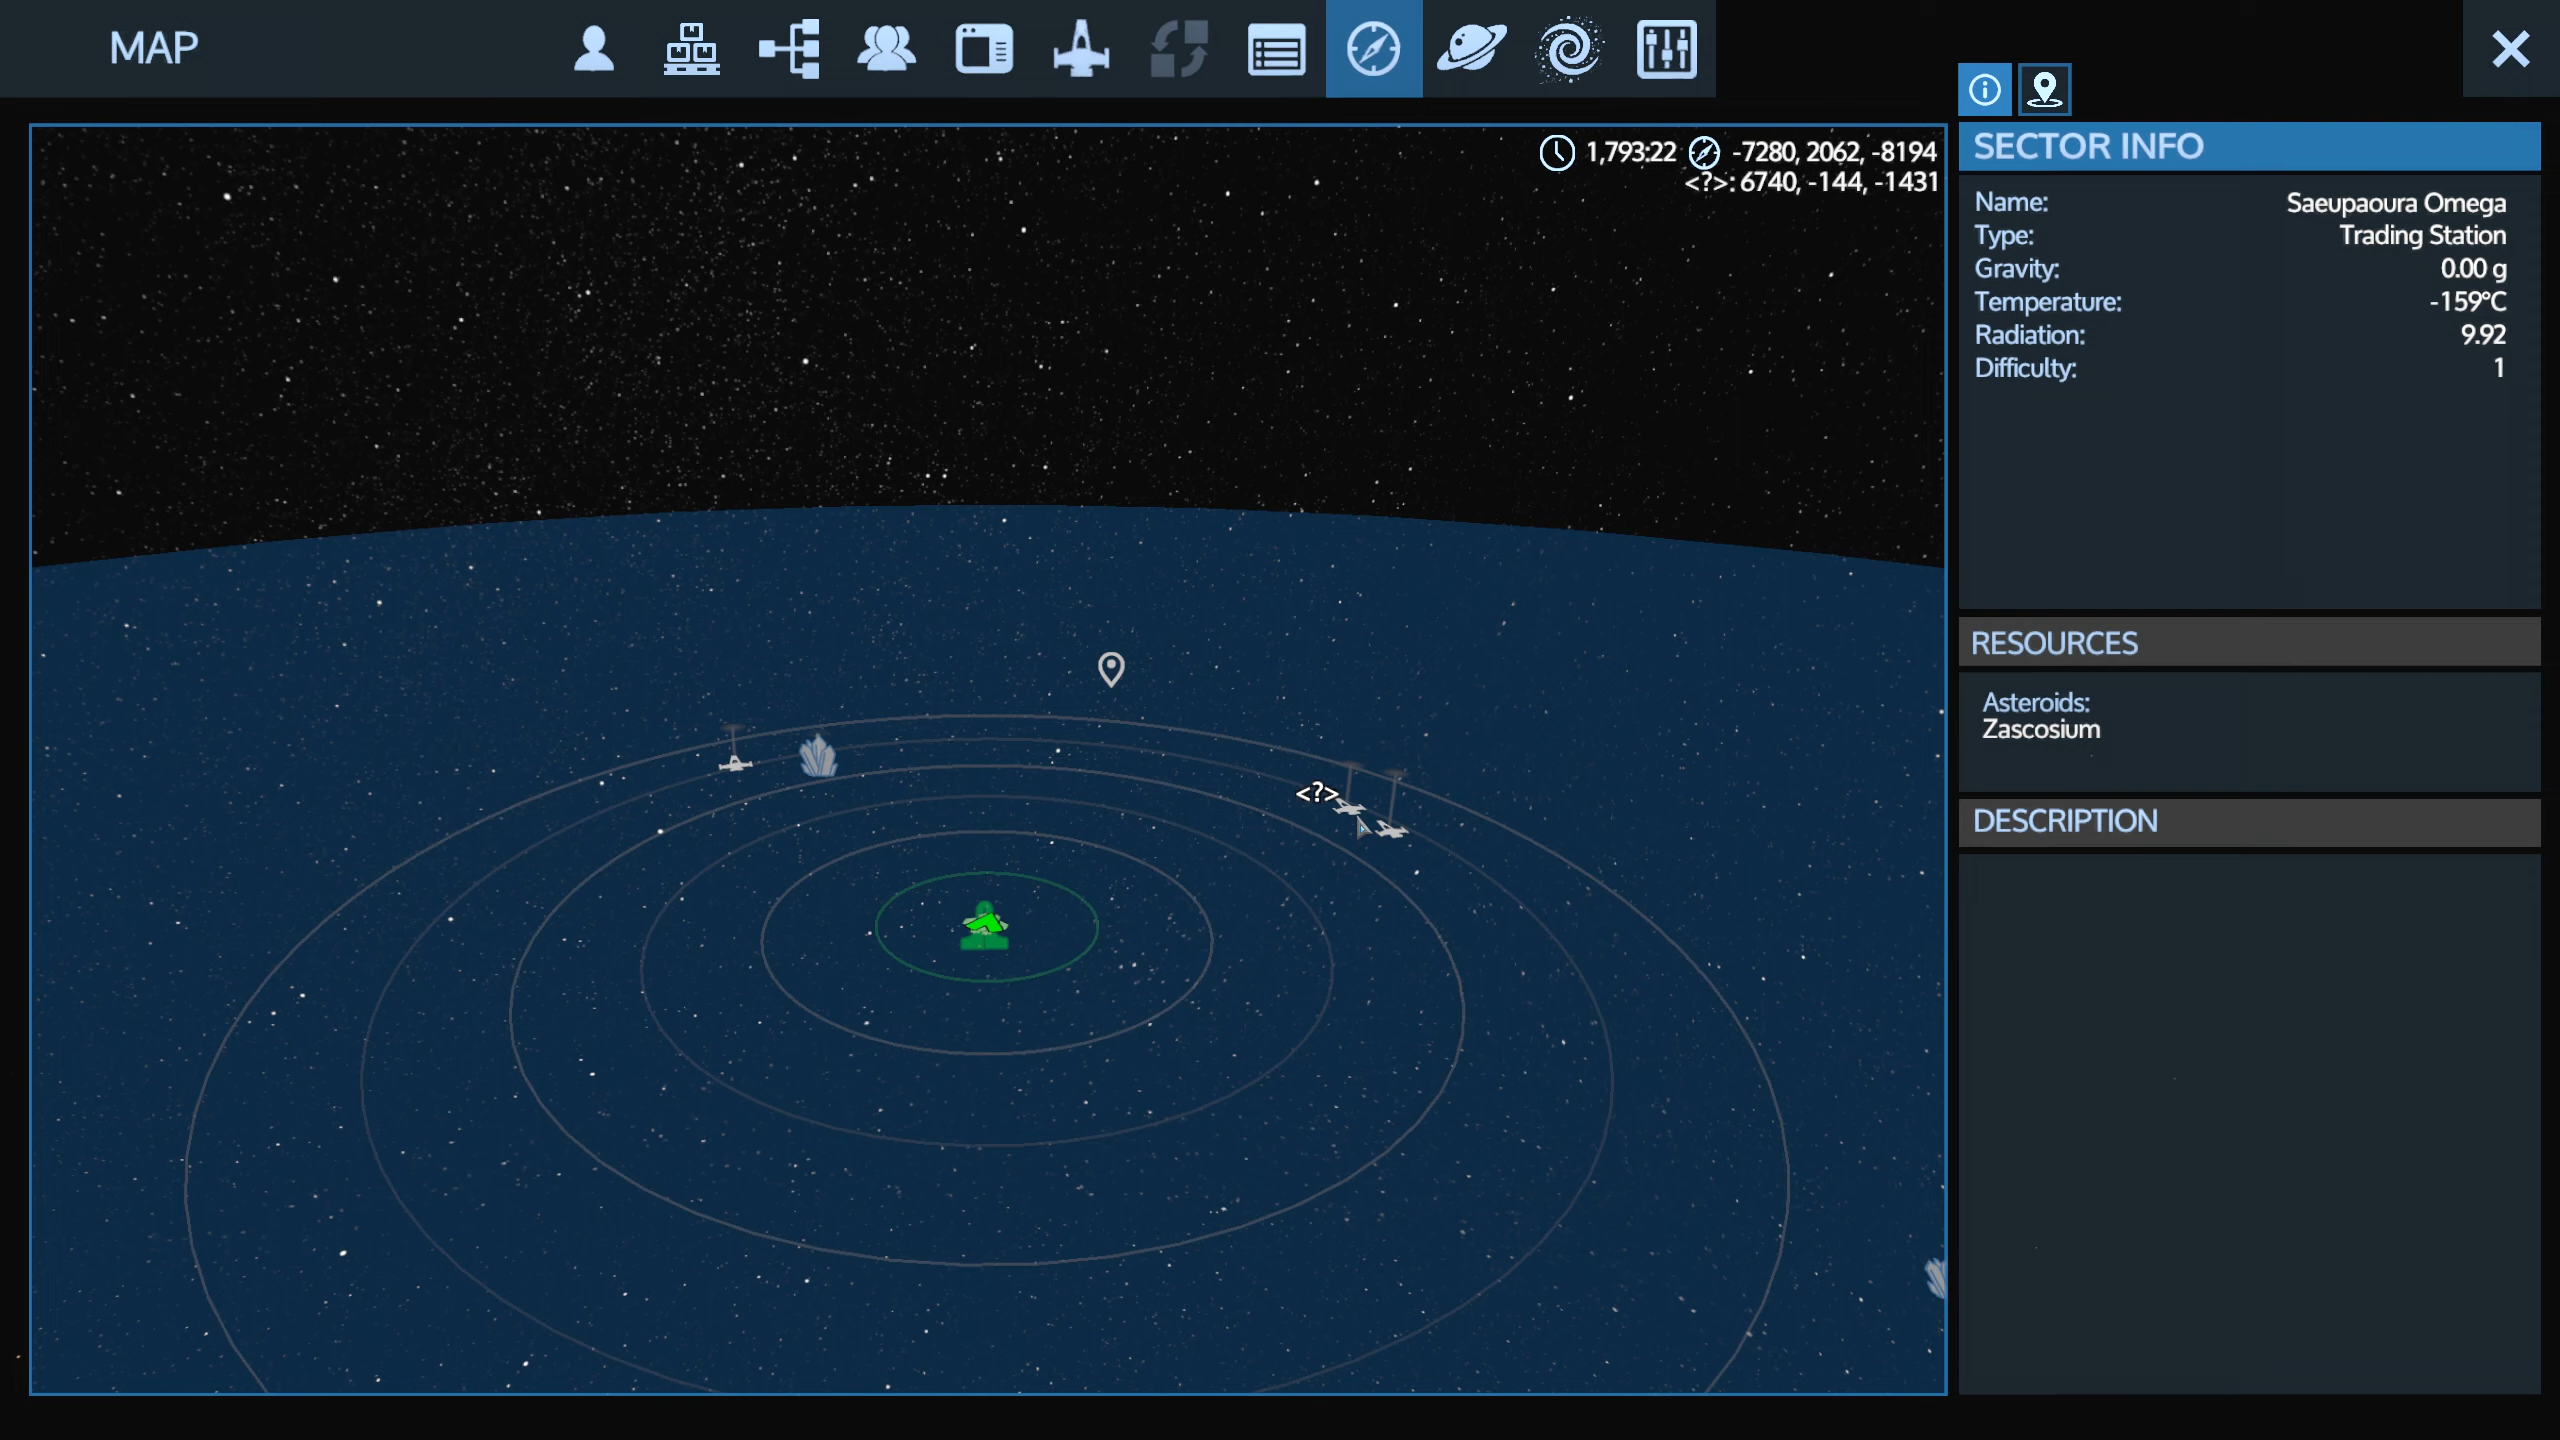 MAP
1,793:22 -7280, 2062, -8194
<?>: 6740, -144, -1431
SECTOR INFO
Name: Saeupaoura Omega
Type: Trading Station
Gravity: 0.00 g
Temperature: -159°C
Radiation: 9.92
Difficulty: 1
RESOURCES
Asteroids:
Zascosium
<?>
DESCRIPTION